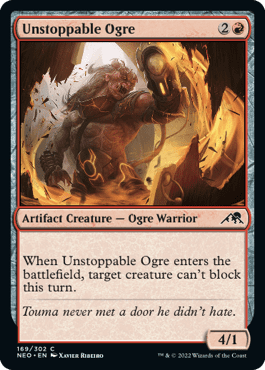 Unstoppable Ogre 2
Artifact Creature — Ogre Warrior
When Unstoppable Ogre enters the
battlefield, target creature can't block
this turn.
Touma never met a door he didn't hate.
4/1
169/302 C
NEO • EN Xavier Ribeiro
™ & © 2022 Wizards of the Coast